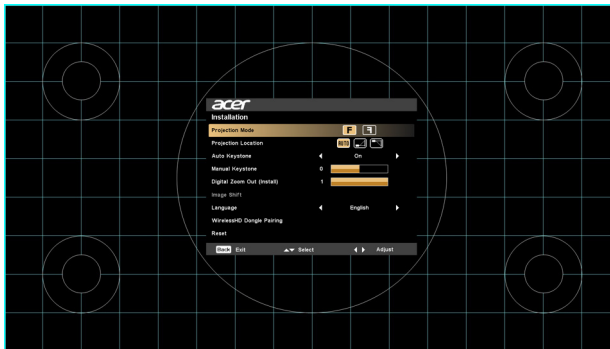 acer
Installation
Projection Mode F F
Projection Location AUTO
Auto Keystone On
Manual Keystone 0
Digital Zoom Out (Install) 1
Image Shift
Language English
WirelessHD Dongle Pairing
Reset
Back Exit Select Adjust